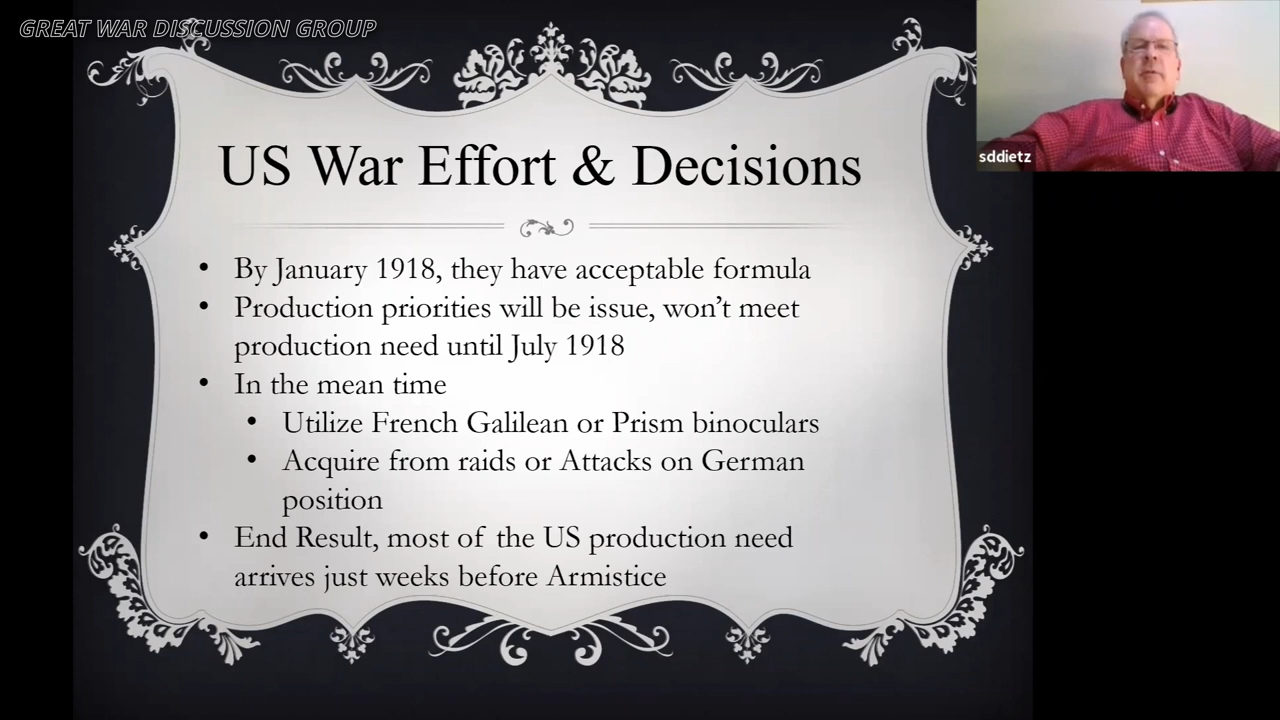 GREAT WAR DISCUSSION GROUP
sddietz
US War Effort & Decisions
• By January 1918, they have acceptable formula
• Production priorities will be issue, won’t meet
production need until July 1918
• In the mean time
• Utilize French Galilean or Prism binoculars
• Acquire from raids or Attacks on German
position
• End Result, most of the US production need
arrives just weeks before Armistice